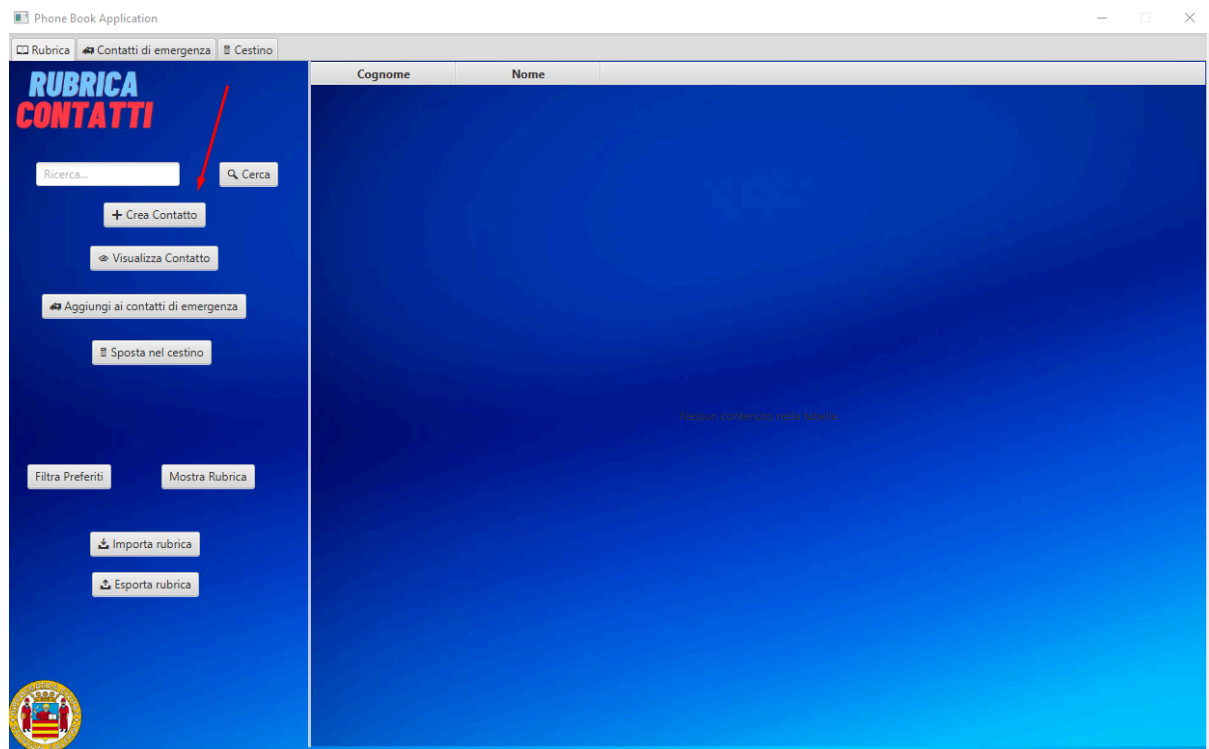 Phone Book Application
Rubrica Contatti di emergenza Cestino
RUBRICA
CONTATTI
Cognome Nome
Ricerca... Cerca
Crea Contatto
Visualizza Contatto
Aggiungi ai contatti di emergenza
Sposta nel cestino
Nessun contenuto nella tabella
Filtra Preferiti Mostra Rubrica
Importa rubrica
Esporta rubrica